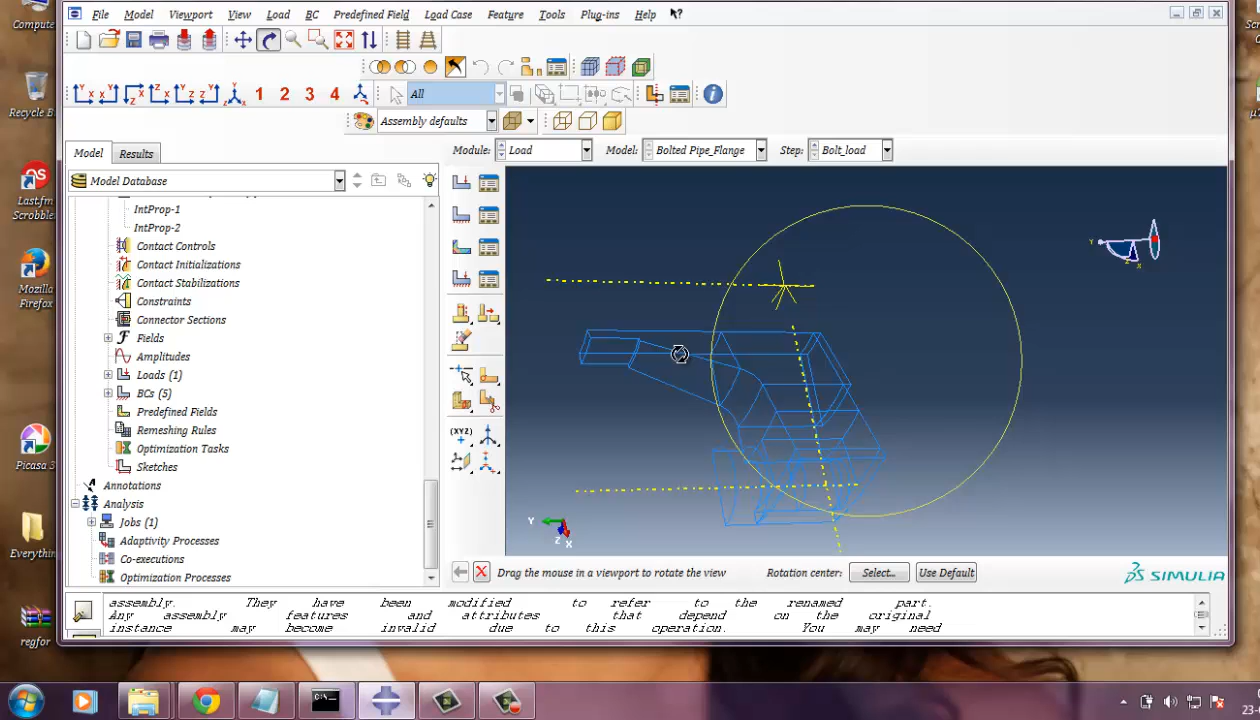 Compute
File Model Viewport View Load BC Predefined Field Load Case Feature Tools Plug-ins Help
All
1 2 3 4
Assembly defaults
Model Results
Module: Load Model: Bolted Pipe_Flange Step: Bolt_load
Model Database
IntProp-1
IntProp-2
Contact Controls
Contact Initializations
Contact Stabilizations
Constraints
Connector Sections
Fields
Amplitudes
Loads (1)
BCs (5)
Predefined Fields
Remeshing Rules
Optimization Tasks
Sketches
Annotations
Analysis
Jobs (1)
Adaptivity Processes
Co-executions
Optimization Processes
(XYZ)
Y
Z
X
Y
X
Drag the mouse in a viewport to rotate the view Rotation center: Select... Use Default
SIMULIA
assembly. They have been modified to refer to the renamed part.
Any assembly features and attributes that depend on the original
instance may become invalid due to this operation. You may need
Recycle B
Last.fm
Scrobble
Mozilla
Firefox
Picasa 3
Everythin
regfor
C:\
23-